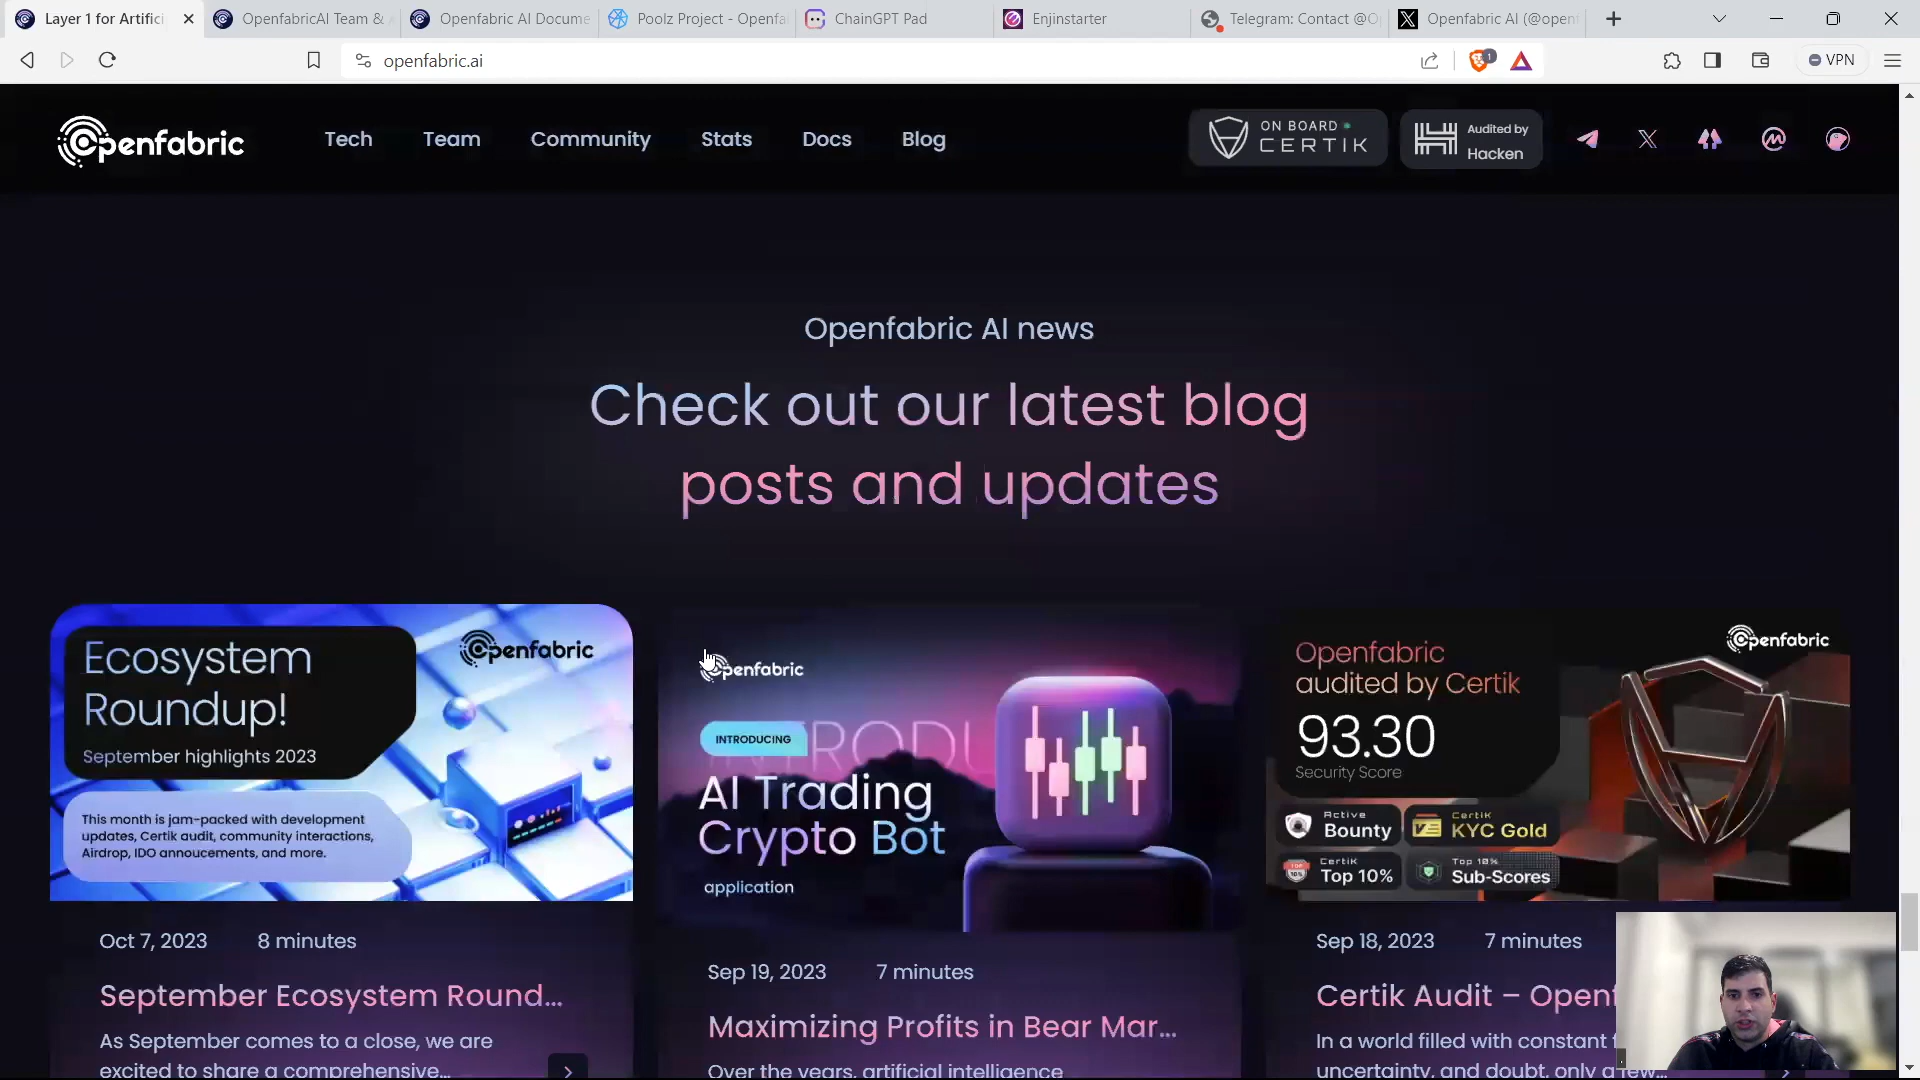 Layer 1 for Artifici
OpenfabricAI Team &
Openfabric AI Docume
Poolz Project - Openfa
ChainGPT Pad
Enjinstarter
Telegram: Contact @O
Openfabric AI (@open
openfabric.ai
1
VPN
Openfabric
Tech
Team
Community
Stats
Docs
Blog
ON BOARD
CERTIK
Audited by
Hacken
Openfabric AI news
Check out our latest blog
posts and updates
Ecosystem
Roundup!
September highlights 2023
Openfabric
This month is jam-packed with development
updates, Certik audit, community interactions,
Airdrop, IDO annoucements, and more.
Oct 7, 2023
8 minutes
September Ecosystem Round...
As September comes to a close, we are
excited to share a comprehensive...
Openfabric
INTRODUCING
AI Trading
Crypto Bot
application
Sep 19, 2023
7 minutes
Maximizing Profits in Bear Mar...
Over the years, artificial intelligence
Openfabric
audited by Certik
93.30
Security Score
Openfabric
Active
Bounty
Certik
KYC Gold
Certik
Top 10%
Top 10%
Sub-Scores
Sep 18, 2023
7 minutes
Certik Audit – Openf
In a world filled with constant
uncertainty, and doubt, only a few...